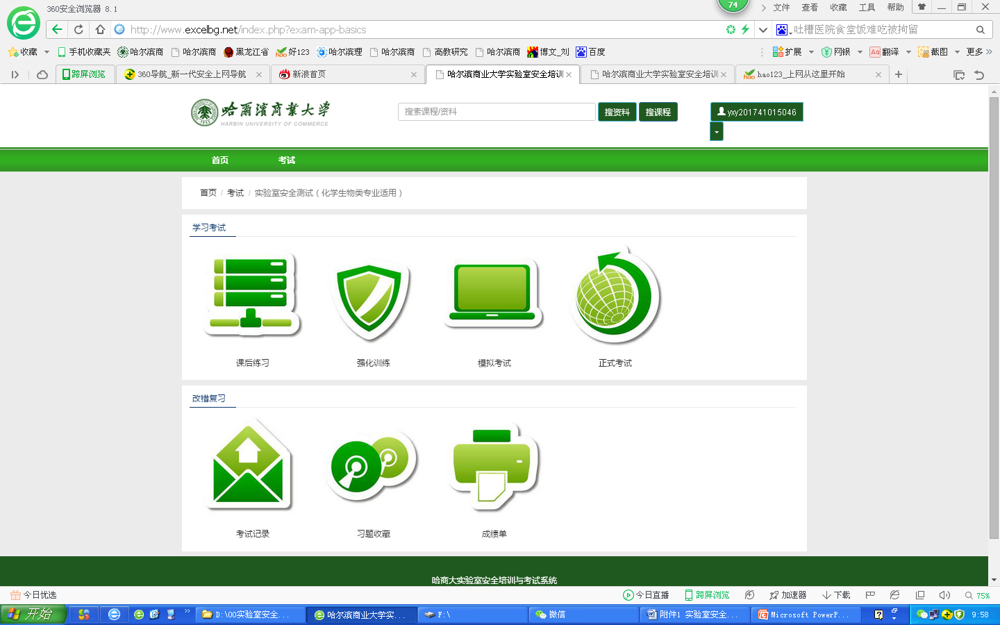 360安全浏览器 8.1
74
文件 查看 收藏 工具 帮助
http://www.excelbg.net/index.php?exam-app-basics
吐槽医院食堂饭难吃被拘留
收藏 手机收藏夹 哈尔滨商 哈尔滨商 黑龙江省 好123 哈尔滨理 哈尔滨商 高教研究 哈尔滨商 博文_刘 百度 扩展 网银 Aa 翻译 截图 更多
跨屏浏览 360导航_新一代安全上网导航 新浪首页 哈尔滨商业大学实验室安全培训 哈尔滨商业大学实验室安全培训 hao123_上网从这里开始
哈尔滨商业大学
HARBIN UNIVERSITY OF COMMERCE
搜索课程/资料 搜资料 搜课程 yxy201741015046
首页 考试
首页 / 考试 / 实验室安全测试（化学生物类专业适用）
学习考试
课后练习 强化训练 模拟考试 正式考试
改错复习
考试记录 习题收藏 成绩单
哈商大实验室安全培训与考试系统
今日优选 今日直播 跨屏浏览 加速器 下载 75%
开始 D:\00实验室安全... 哈尔滨商业大学实... F:\ 微信 附件1 实验室安全... Microsoft PowerP... 9:58